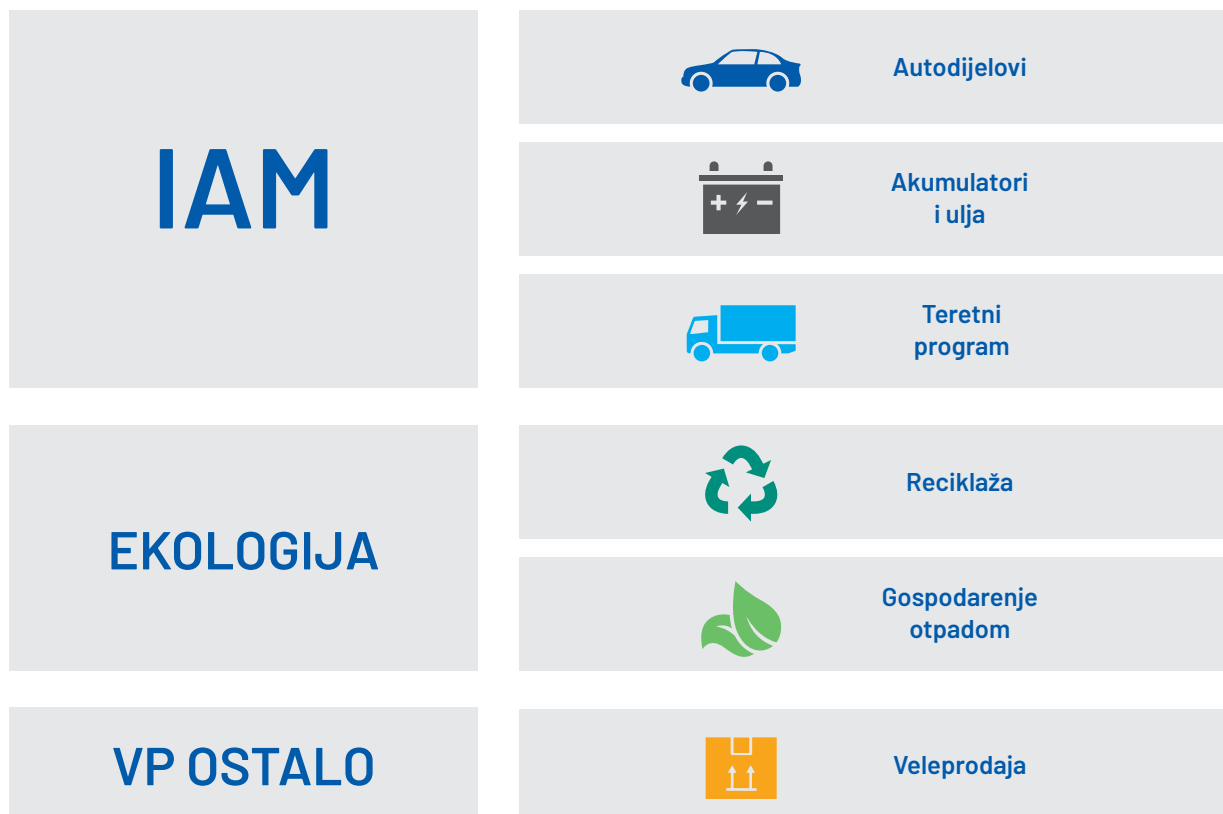 IAM
Autodijelovi
Akumulatori
i ulja
Teretni
program
EKOLOGIJA
Reciklaža
Gospodarenje
otpadom
VP OSTALO
Veleprodaja